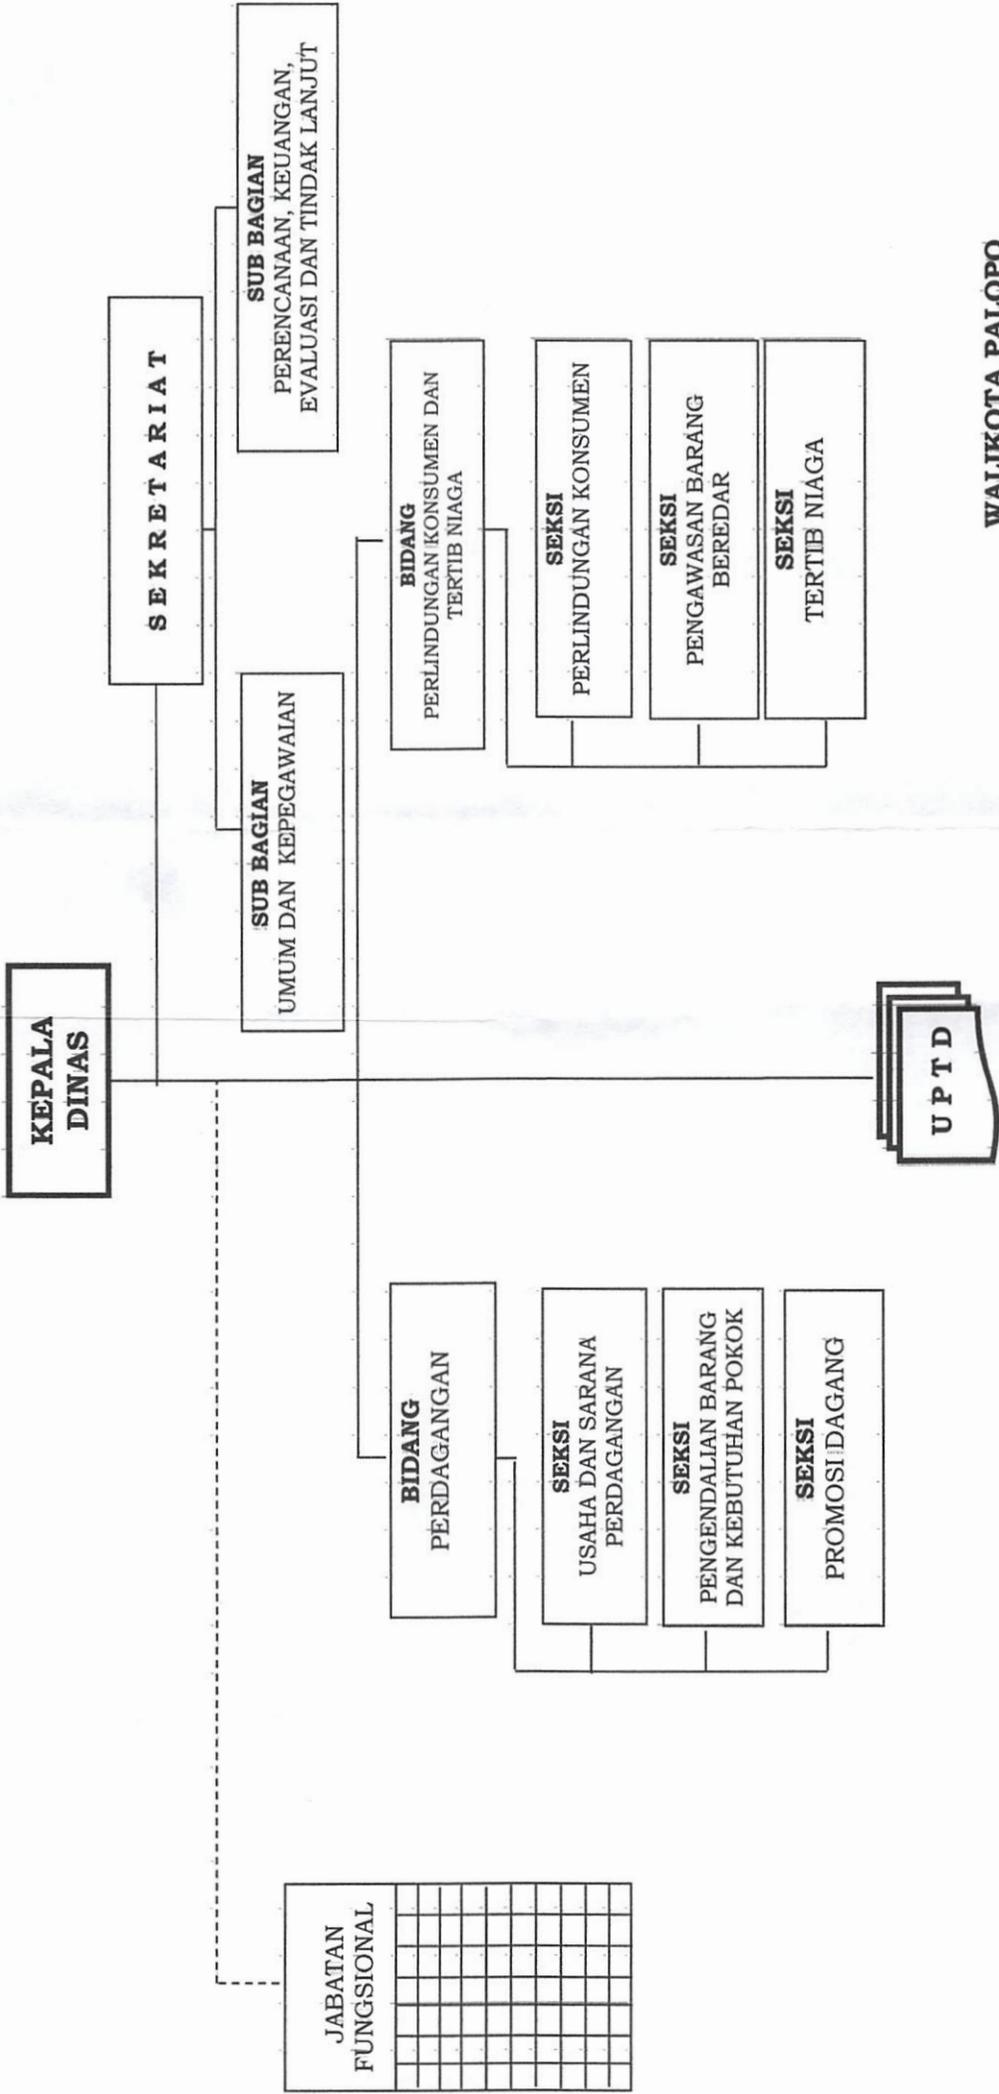 KEPALA
DINAS
SEKRETARIAT
SUB BAGIAN
UMUM DAN KEPEGAWAIAN
SUB BAGIAN
PERENCANAAN, KEUANGAN,
EVALUASI DAN TINDAK LANJUT
JABATAN
FUNGSIONAL
BIDANG
PERDAGANGAN
SEKSI
USAHA DAN SARANA
PERDAGANGAN
SEKSI
PENGENDALIAN BARANG
DAN KEBUTUHAN POKOK
SEKSI
PROMOSI DAGANG
BIDANG
PERLINDUNGAN KONSUMEN DAN
TERTIB NIAGA
SEKSI
PERLINDUNGAN KONSUMEN
SEKSI
PENGAWASAN BARANG
BEREDAR
SEKSI
TERTIB NIAGA
UPTD
WALIKOTA PALOPO